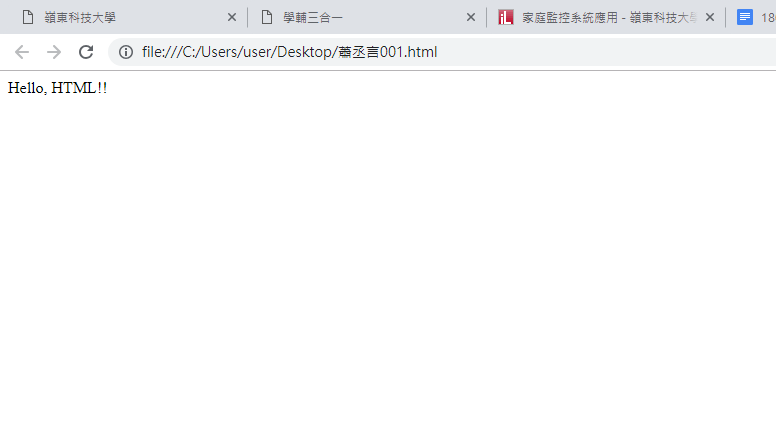 嶺東科技大學
學輔三合一
家庭監控系統應用 - 嶺東科技大學
18
file:///C:/Users/user/Desktop/蕭丞言001.html
Hello, HTML!!